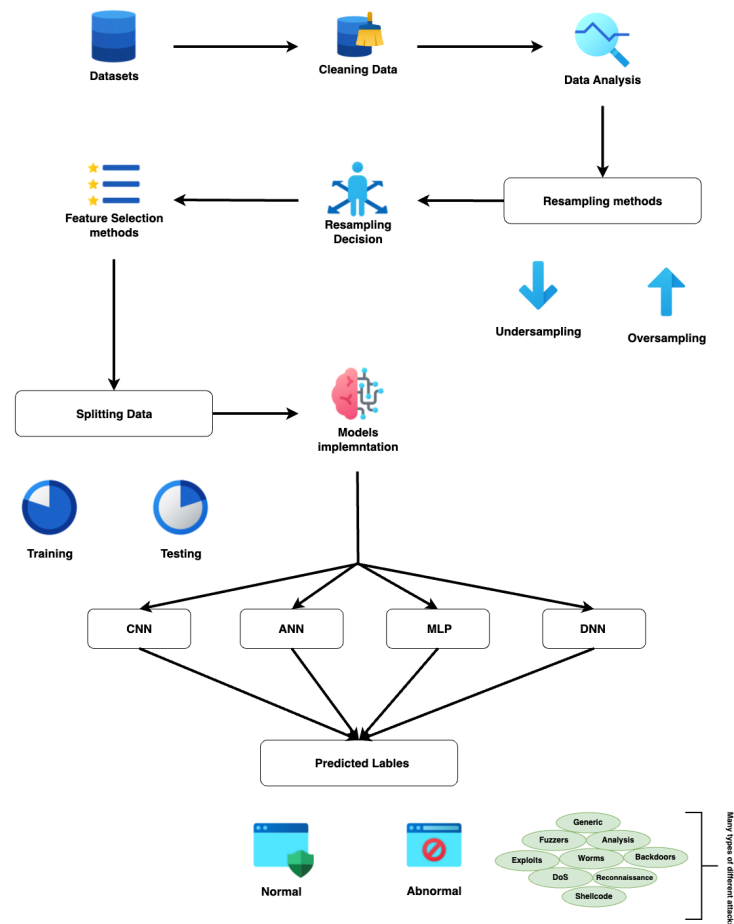 Datasets
Cleaning Data
Data Analysis
Feature Selection
methods
Resampling
Decision
Resampling methods
Undersampling
Oversampling
Splitting Data
Models
implemntation
Training
Testing
CNN
ANN
MLP
DNN
Predicted Lables
Normal
Abnormal
Generic
Fuzzers
Analysis
Exploits
Worms
Backdoors
DoS
Reconnaissance
Shellcode
Many types of different attack